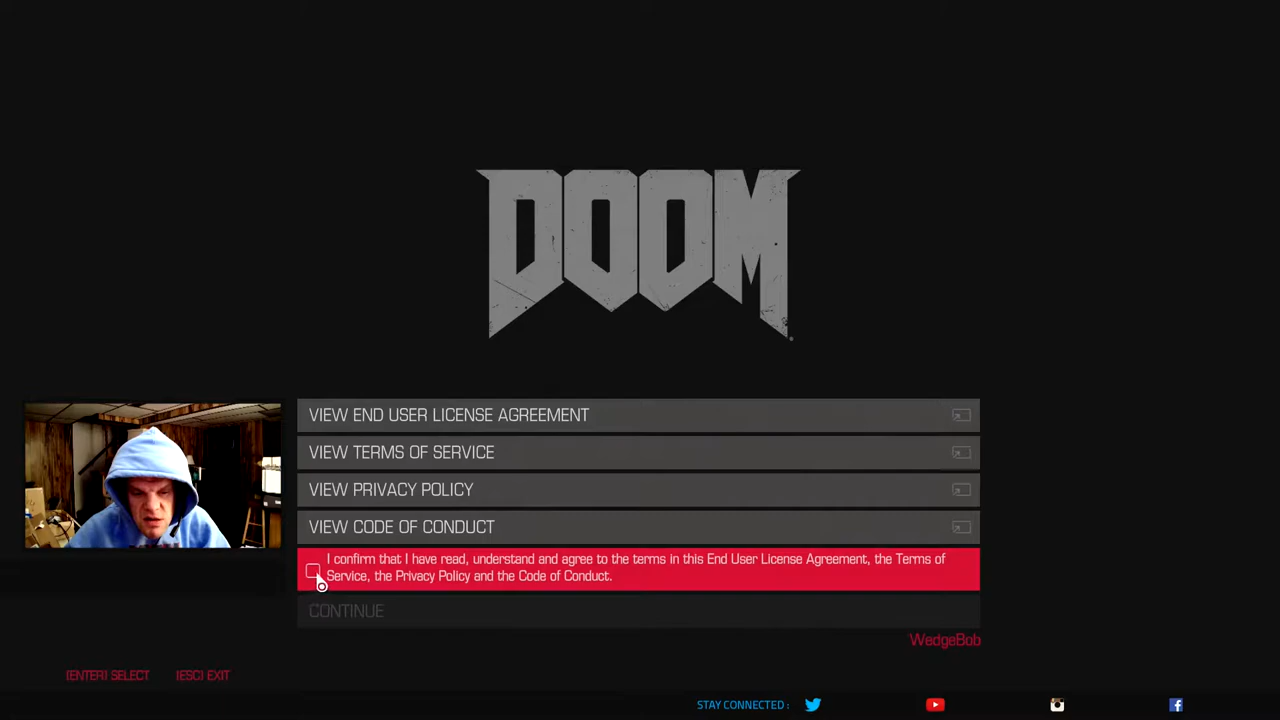 DOOM
VIEW END USER LICENSE AGREEMENT
VIEW TERMS OF SERVICE
VIEW PRIVACY POLICY
VIEW CODE OF CONDUCT
I confirm that I have read, understand and agree to the terms in this End User License Agreement, the Terms of
Service, the Privacy Policy and the Code of Conduct.
CONTINUE
WedgeBob
[ENTER] SELECT [ESC] EXIT
STAY CONNECTED :